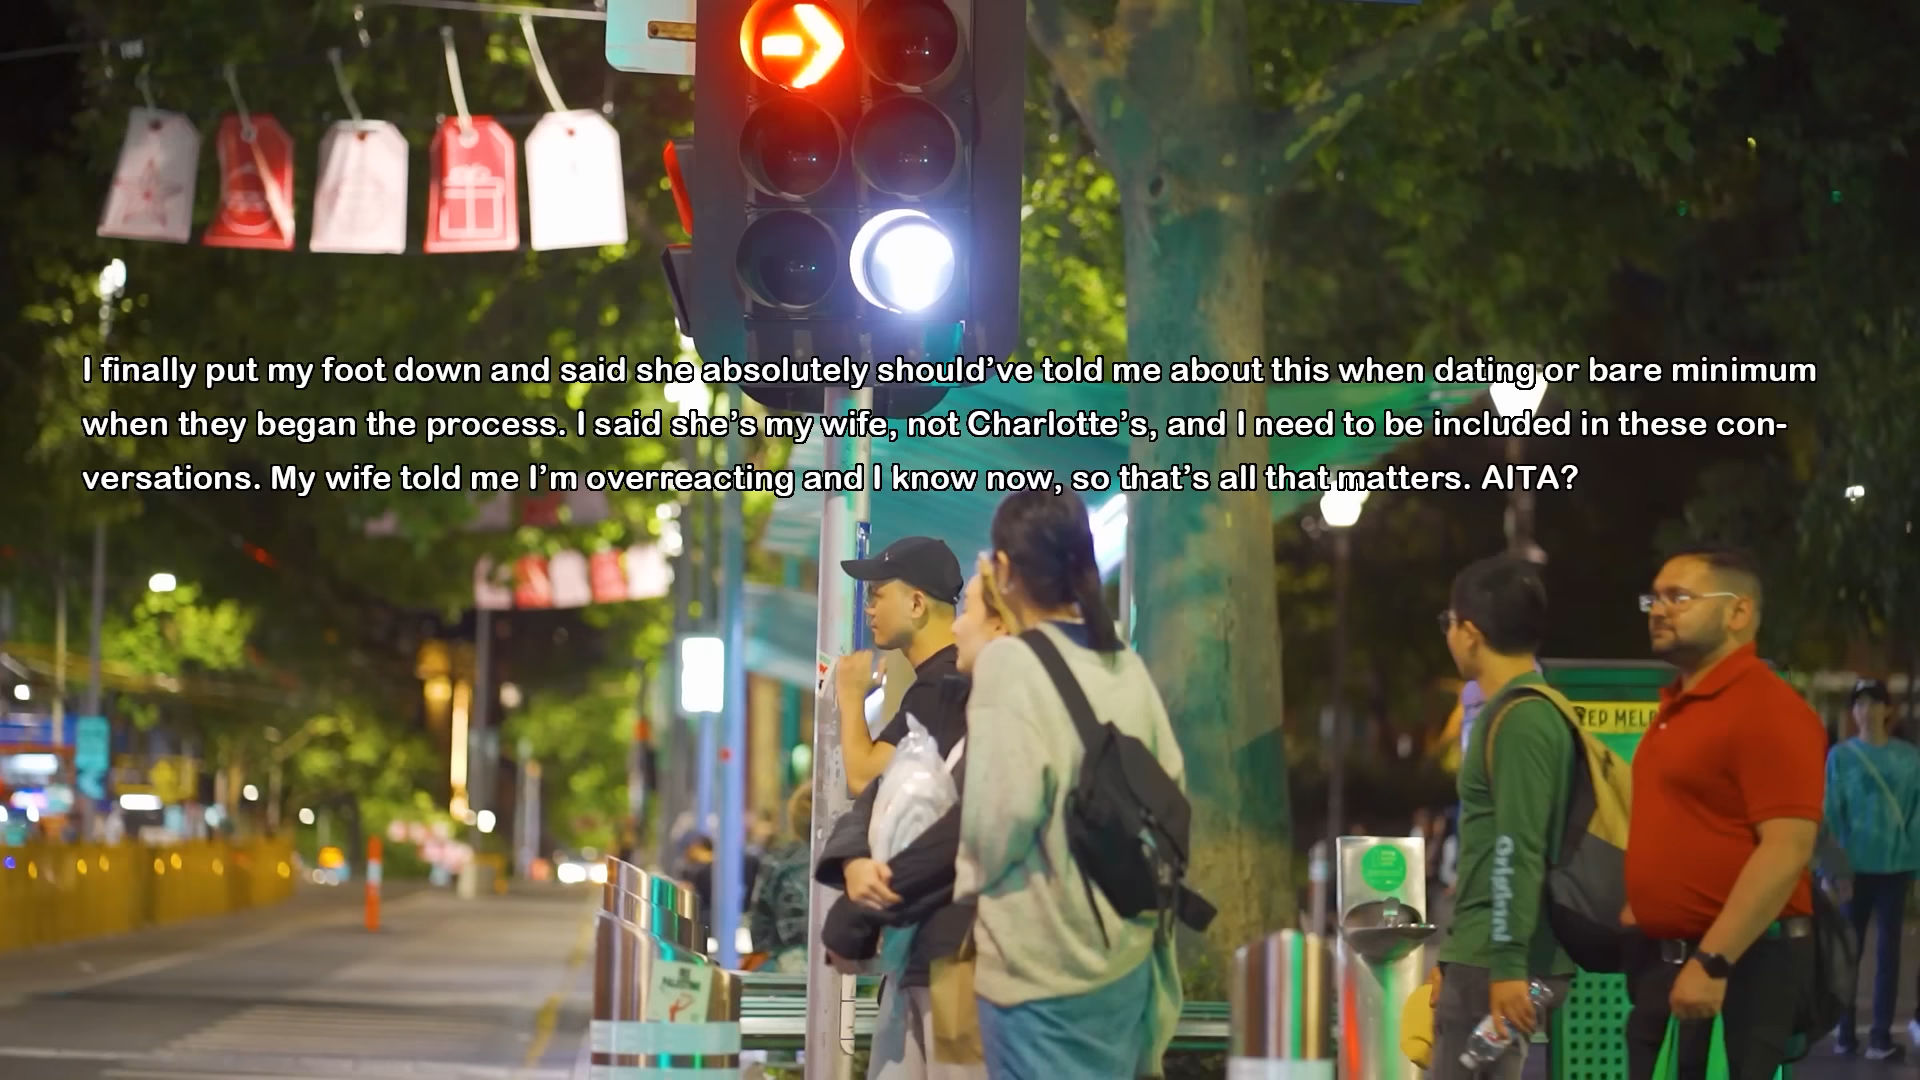 I finally put my foot down and said she absolutely should’ve told me about this when dating or bare minimum
when they began the process. I said she’s my wife, not Charlotte’s, and I need to be included in these con-
versations. My wife told me I’m overreacting and I know now, so that’s all that matters. AITA?